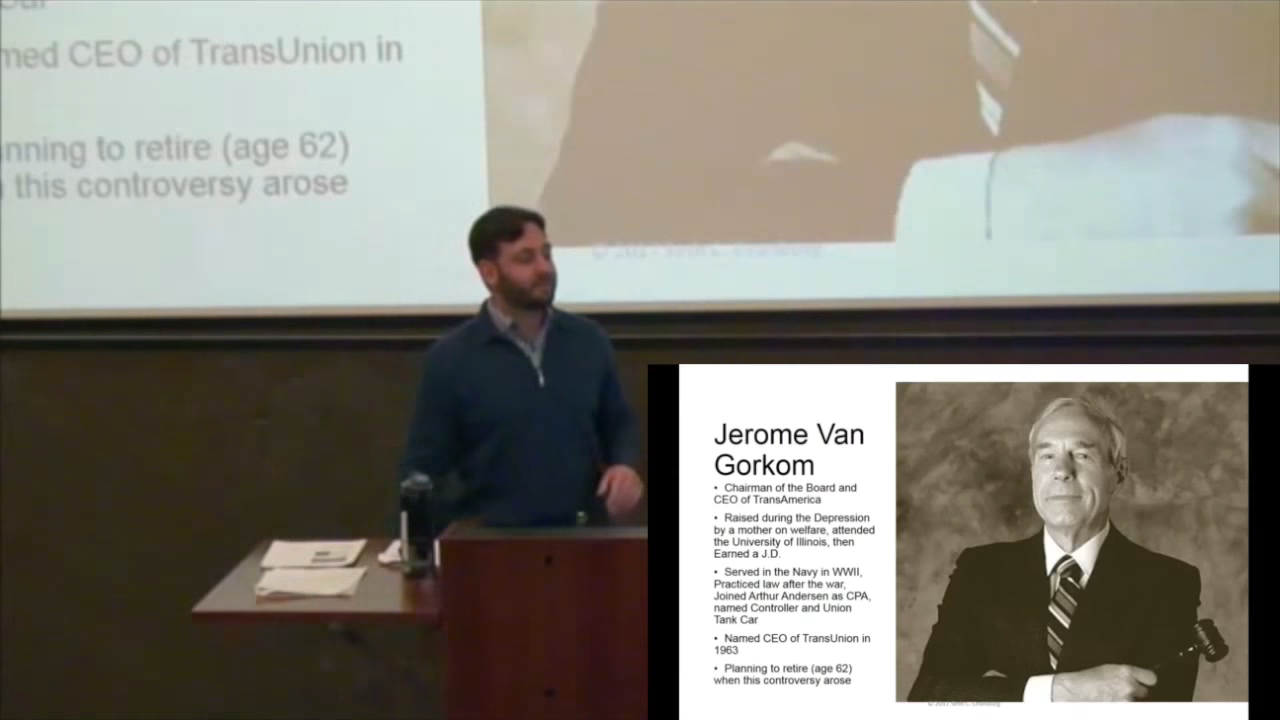 med CEO of TransUnion in
nning to retire (age 62)
this controversy arose
Jerome Van
Gorkom
• Chairman of the Board and
CEO of TransAmerica
• Raised during the Depression
by a mother on welfare, attended
the University of Illinois, then
Earned a J.D.
• Served in the Navy in WWII,
Practiced law after the war,
Joined Arthur Andersen as CPA,
named Controller and Union
Tank Car
• Named CEO of TransUnion in
1963
• Planning to retire (age 62)
when this controversy arose